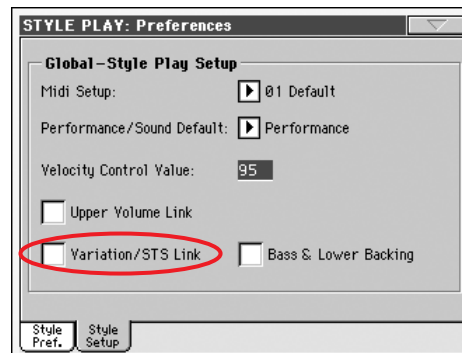 STYLE PLAY: Preferences
Global-Style Play Setup
Midi Setup: 01 Default
Performance/Sound Default: Performance
Velocity Control Value: 95
Upper Volume Link
Variation/STS Link Bass & Lower Backing
Style Pref. Style Setup